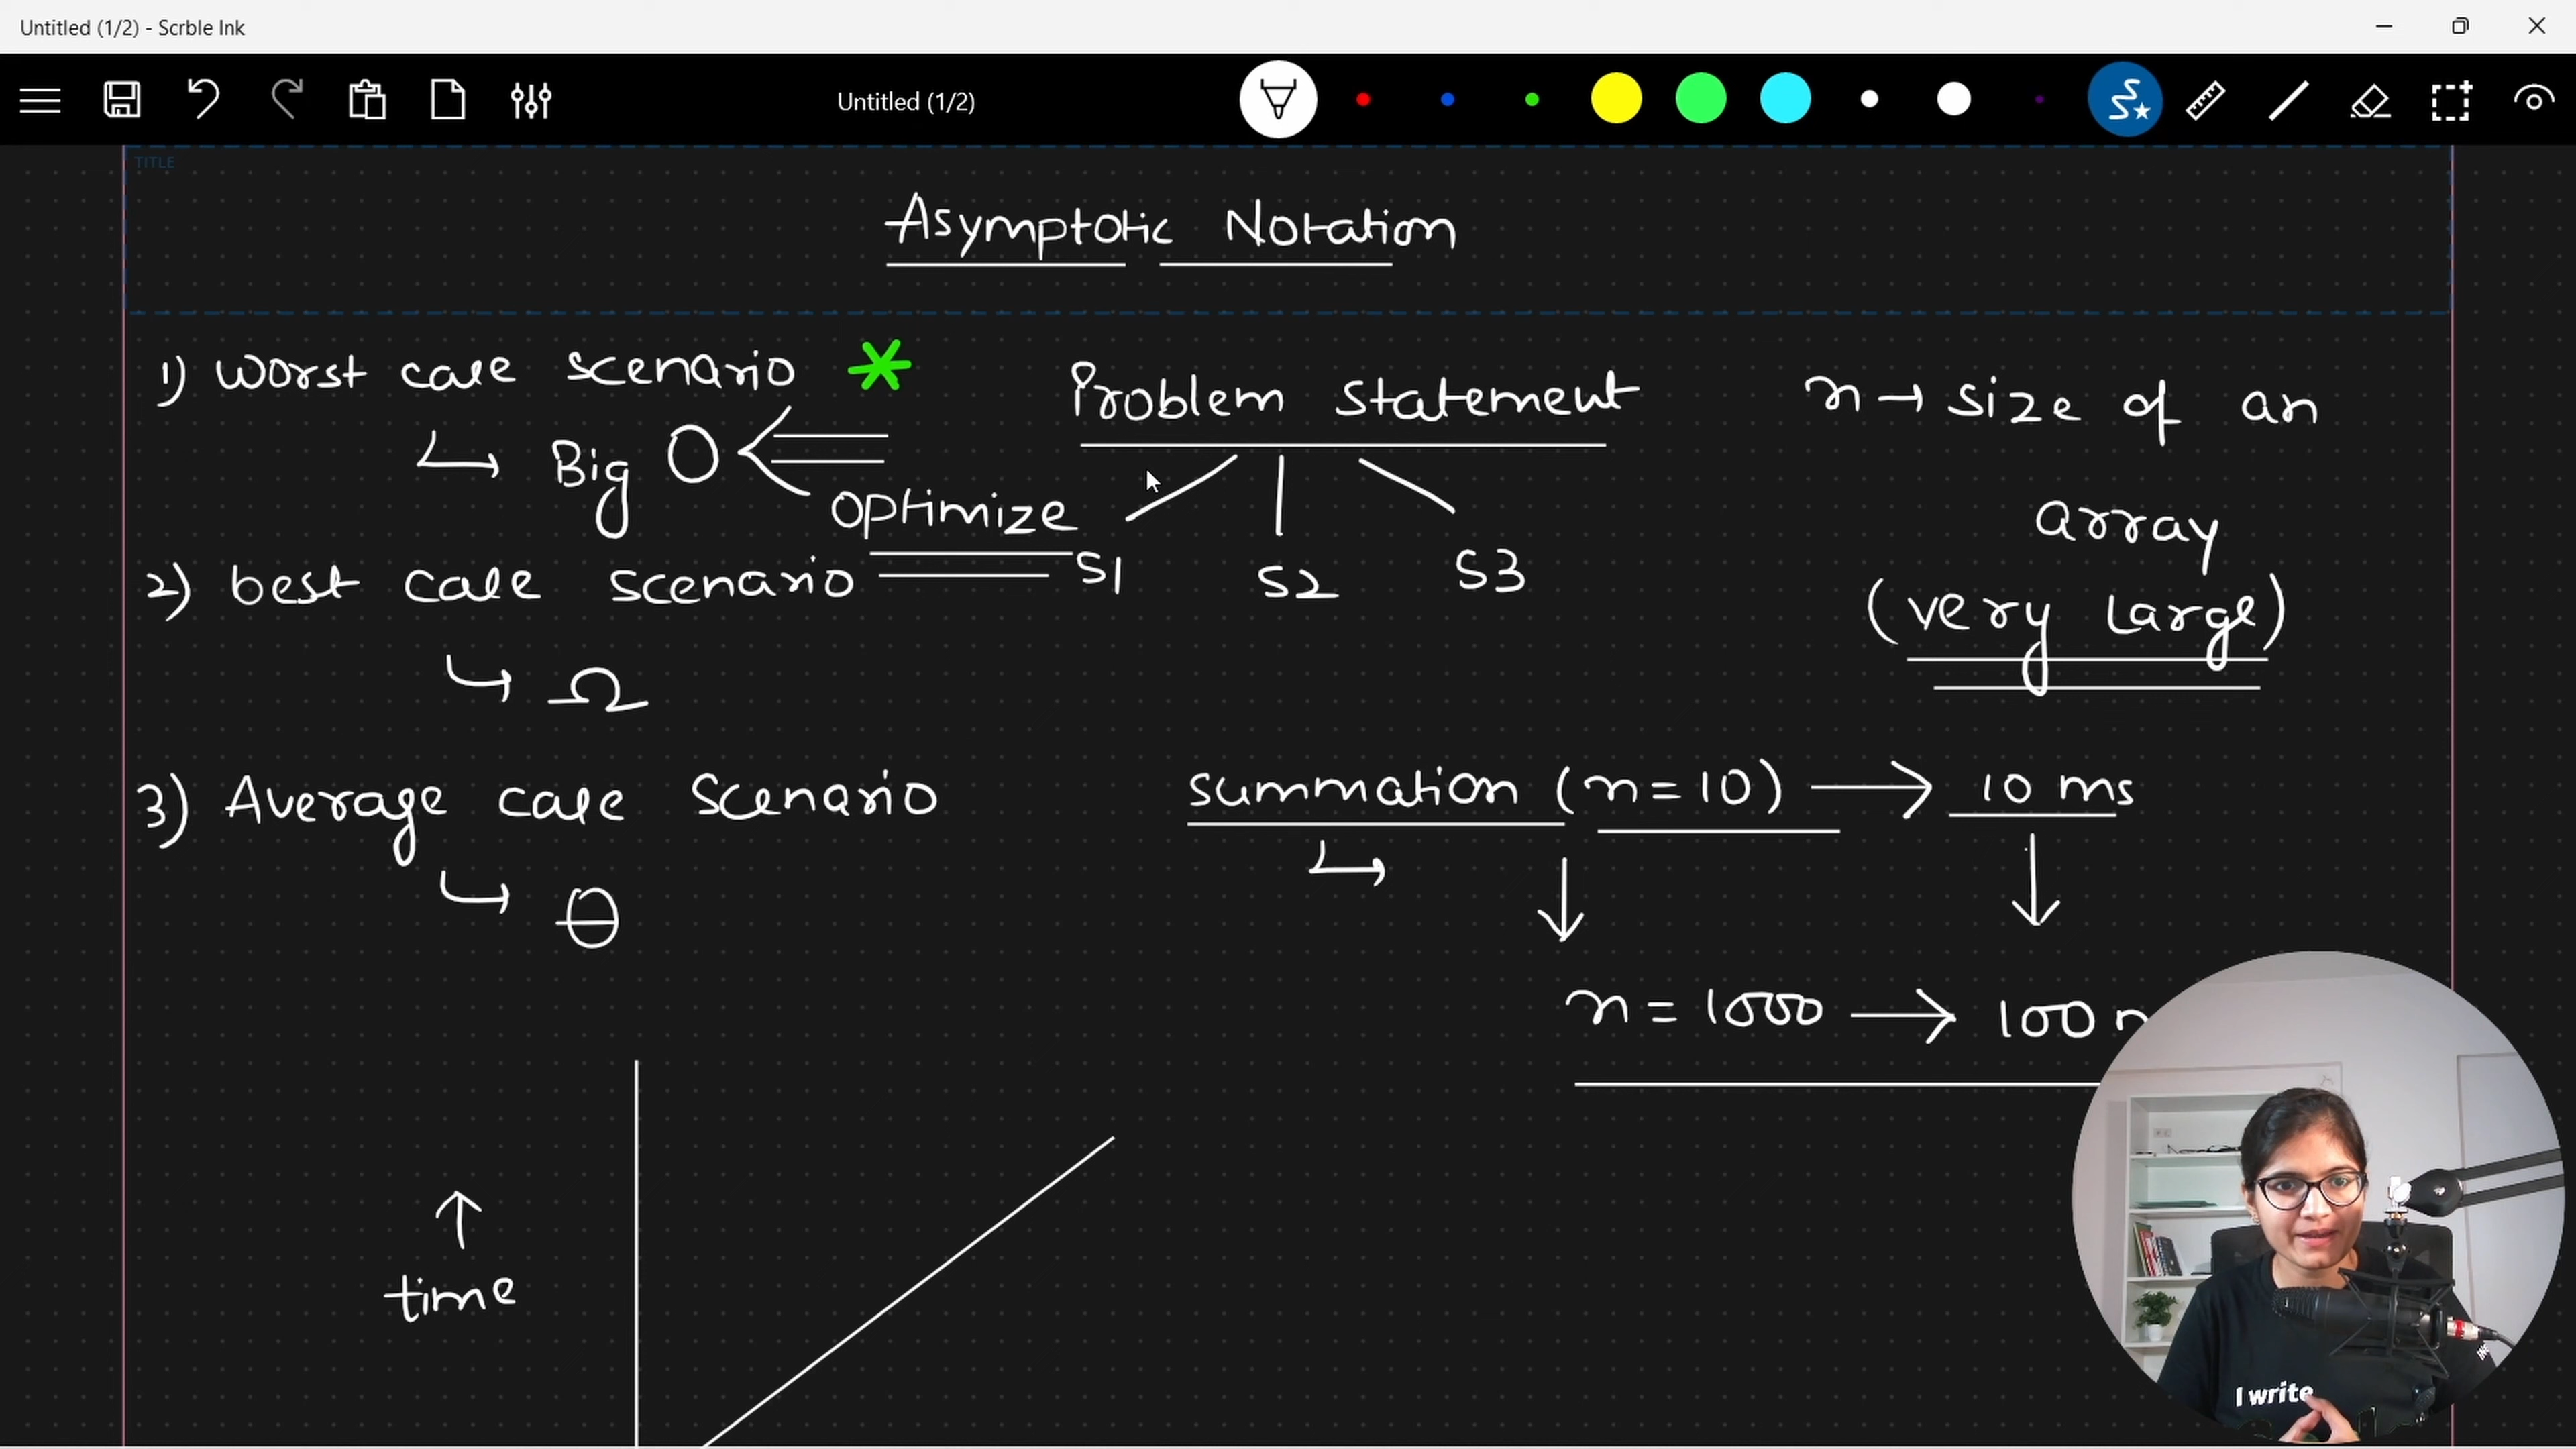 Untitled (1/2) - Scrble Ink
Untitled (1/2)
TITLE
Asymptotic Notation
1) worst case scenario *
Big O
Optimize
2) best case scenario
Ω
3) Average case Scenario
θ
Problem statement
S1 S2 S3
n → size of an
array
(very large)
summation (n = 10) → 10 ms
n = 1000 → 100
↑
time
I write